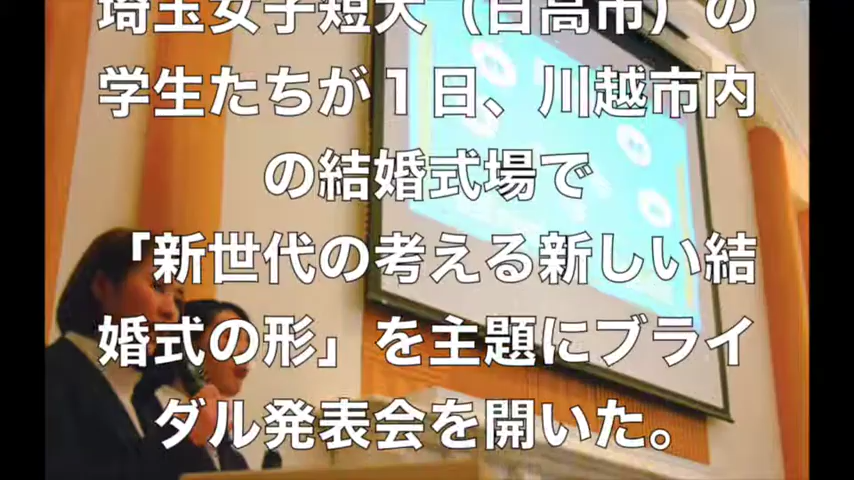 埼玉女子短大（日高市）の
学生たちが１日、川越市内
の結婚式場で
「新世代の考える新しい結
婚式の形」を主題にブライ
ダル発表会を開いた。